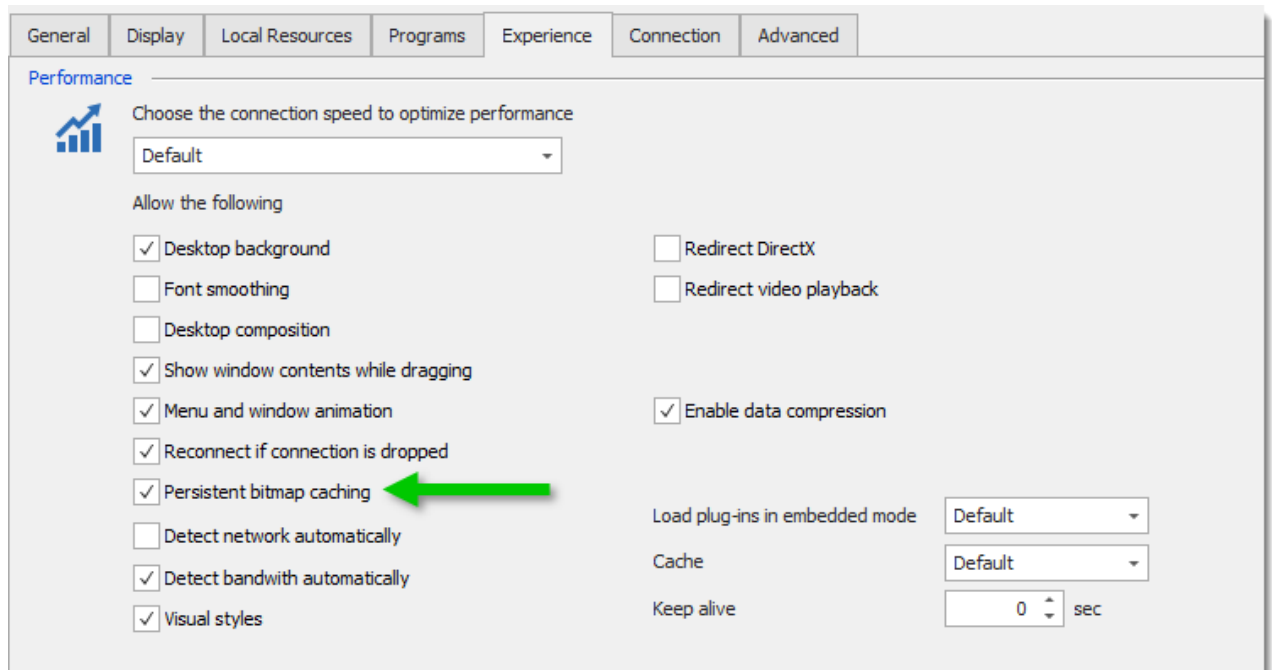 General Display Local Resources Programs Experience Connection Advanced
Performance
Choose the connection speed to optimize performance
Default
Allow the following
Desktop background
Font smoothing
Desktop composition
Show window contents while dragging
Menu and window animation
Reconnect if connection is dropped
Persistent bitmap caching
Detect network automatically
Detect bandwith automatically
Visual styles
Redirect DirectX
Redirect video playback
Enable data compression
Load plug-ins in embedded mode Default
Cache Default
Keep alive 0 sec